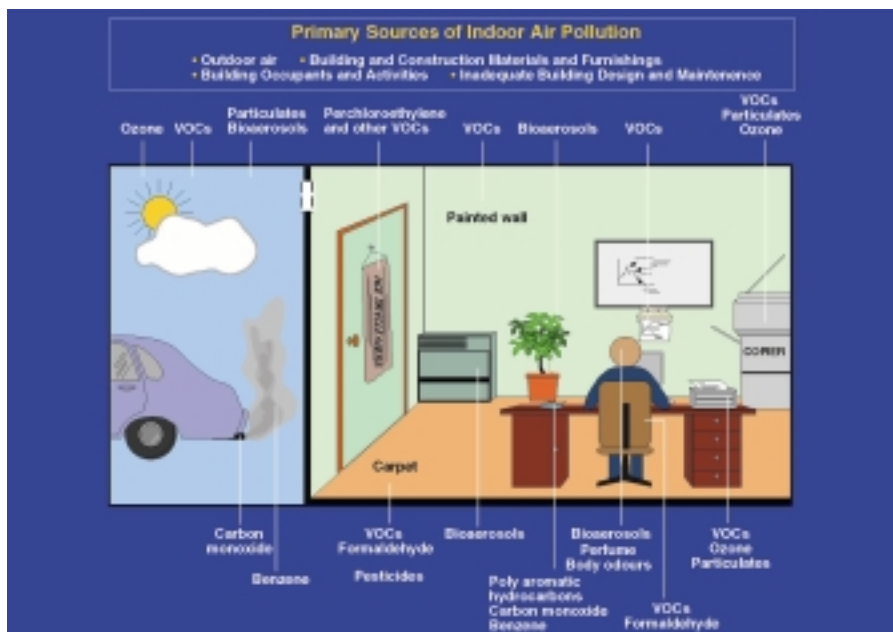 Primary Sources of Indoor Air Pollution
• Outdoor air • Building and Construction Materials and Furnishings
• Building Occupants and Activities • Inadequate Building Design and Maintenence
VOCs
Particulates
Ozone
Ozone
VOCs
Particulates
Bioaerosols
Perchloroethylene
and other VOCs
VOCs
Bioaerosols
VOCs
Painted wall
COPIER
Carpet
Carbon
monoxide
Benzene
VOCs
Formaldehyde
Pesticides
Bioaerosols
Poly aromatic
hydrocarbons
Carbon monoxide
Benzene
Bioaerosols
Perfume
Body odours
VOCs
Formaldehyde
VOCs
Ozone
Particulates